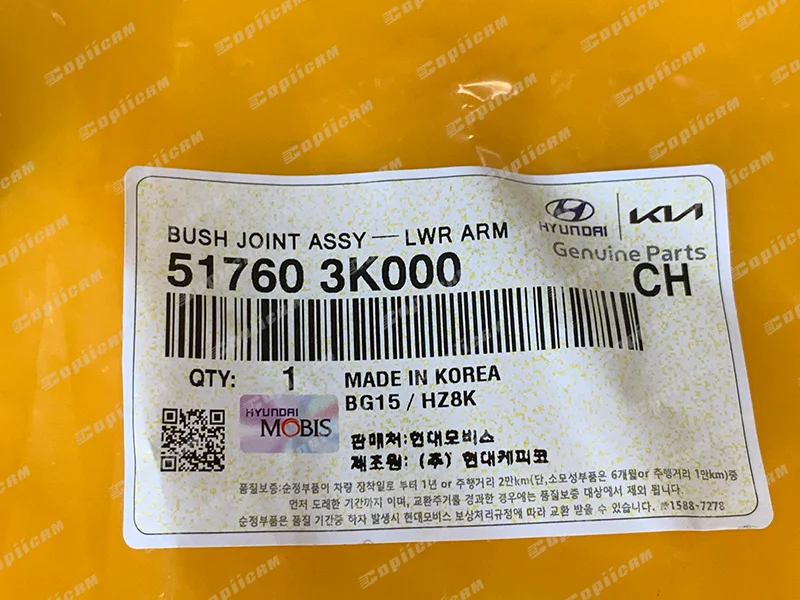 HYUNDAI KIA
Genuine Parts
BUSH JOINT ASSY—LWR ARM
51760 3K000 CH
QTY: 1 MADE IN KOREA
BG15 / HZ8K
HYUNDAI
MOBIS
판매처:현대모비스
제조원: (주) 현대케피코
품질보증:순정부품이 차량 장착일로 부터 1년 or 주행거리 2만km(단,소모성부품은 6개월or 주행거리 1만km)중
먼저 도래한 기간까지 이며, 교환주기를 경과한 경우에는 품질보증 대상에서 제외 됩니다.
순정부품은 품질 기간중 하자 발생시 현대모비스 보상처리규정에 따라 교환 받을 수 있습니다. ☎1588-7278
CopiiCRM